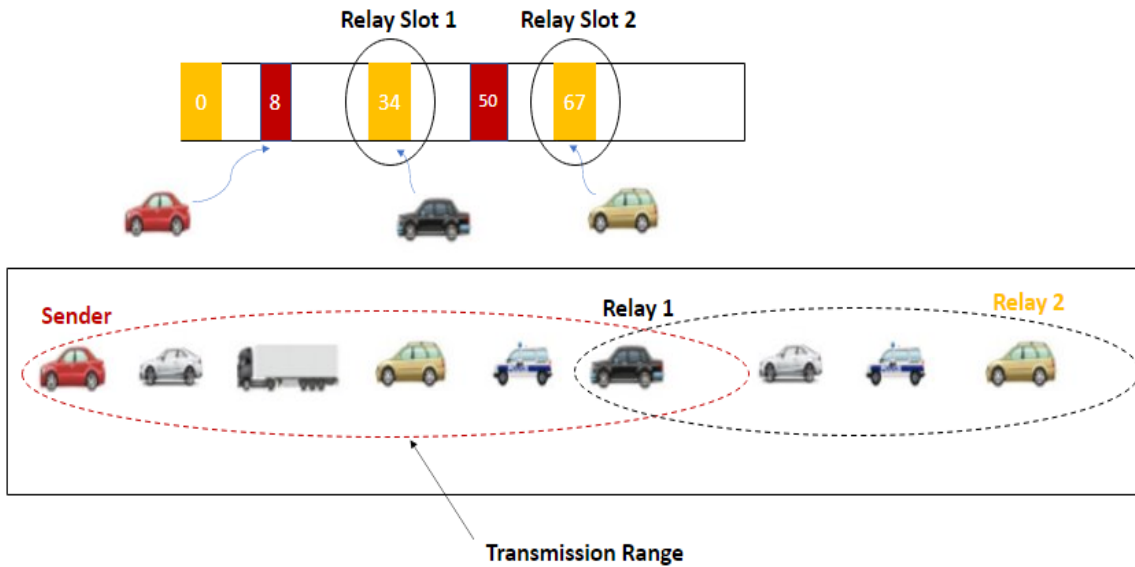 Relay Slot 1
Relay Slot 2
0
8
34
50
67
Sender
Relay 1
Relay 2
Transmission Range